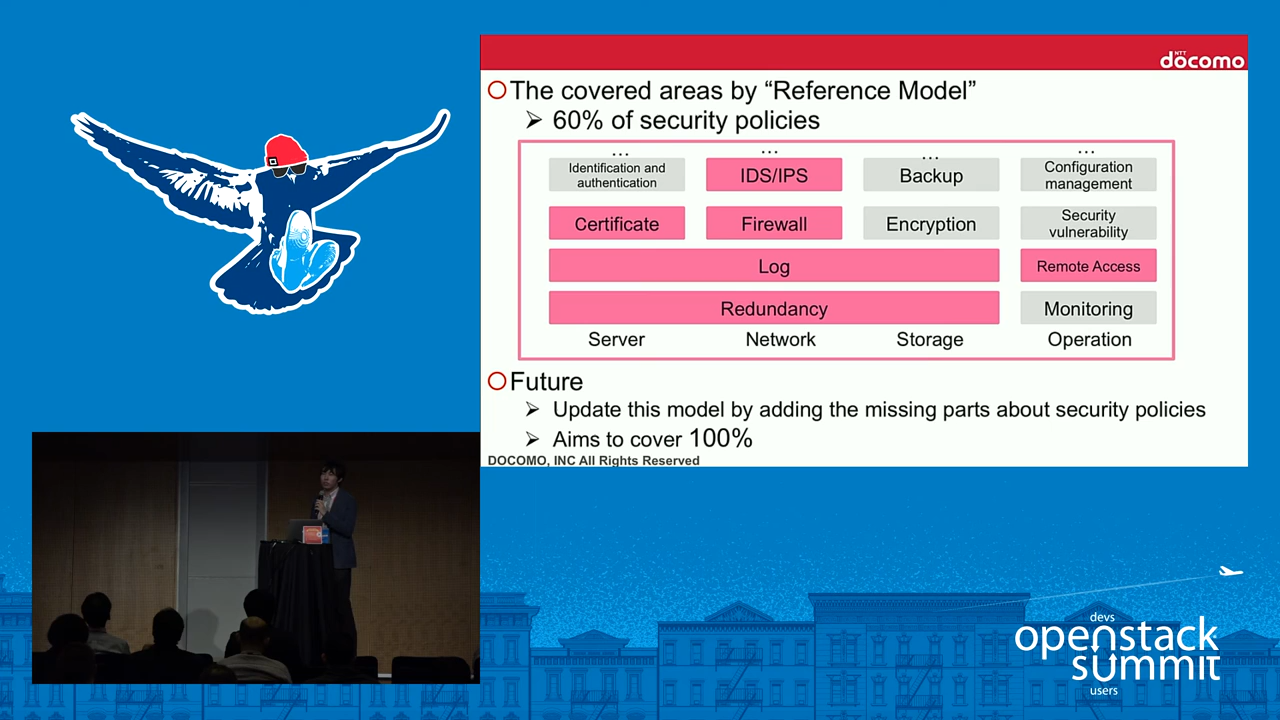 NTT
döcomo
The covered areas by “Reference Model”
60% of security policies
... ... ... ...
Identification and
authentication
IDS/IPS
Backup
Configuration
management
Certificate
Firewall
Encryption
Security
vulnerability
Log
Remote Access
Redundancy
Monitoring
Server Network Storage Operation
Future
Update this model by adding the missing parts about security policies
Aims to cover 100%
DOCOMO, INC All Rights Reserved
devs
openstack
summit
users